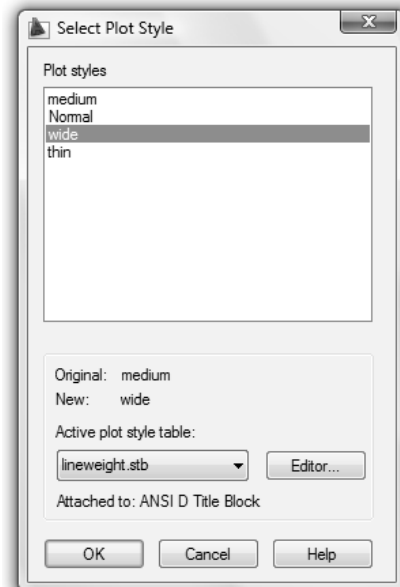 Select Plot Style
X
Plot styles
medium
Normal
wide
thin
Original: medium
New: wide
Active plot style table:
lineweight.stb
Editor...
Attached to: ANSI D Title Block
OK
Cancel
Help